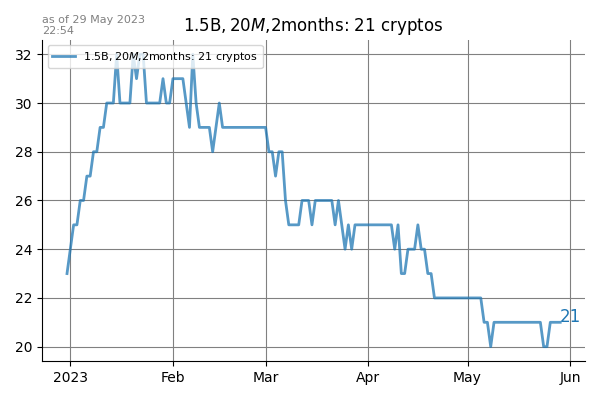 as of 29 May 2023
22:54
1.5B, 20M,2months: 21 cryptos
1.5B, 20M,2months: 21 cryptos
32
30
28
26
24
22
20
21
2023
Feb
Mar
Apr
May
Jun